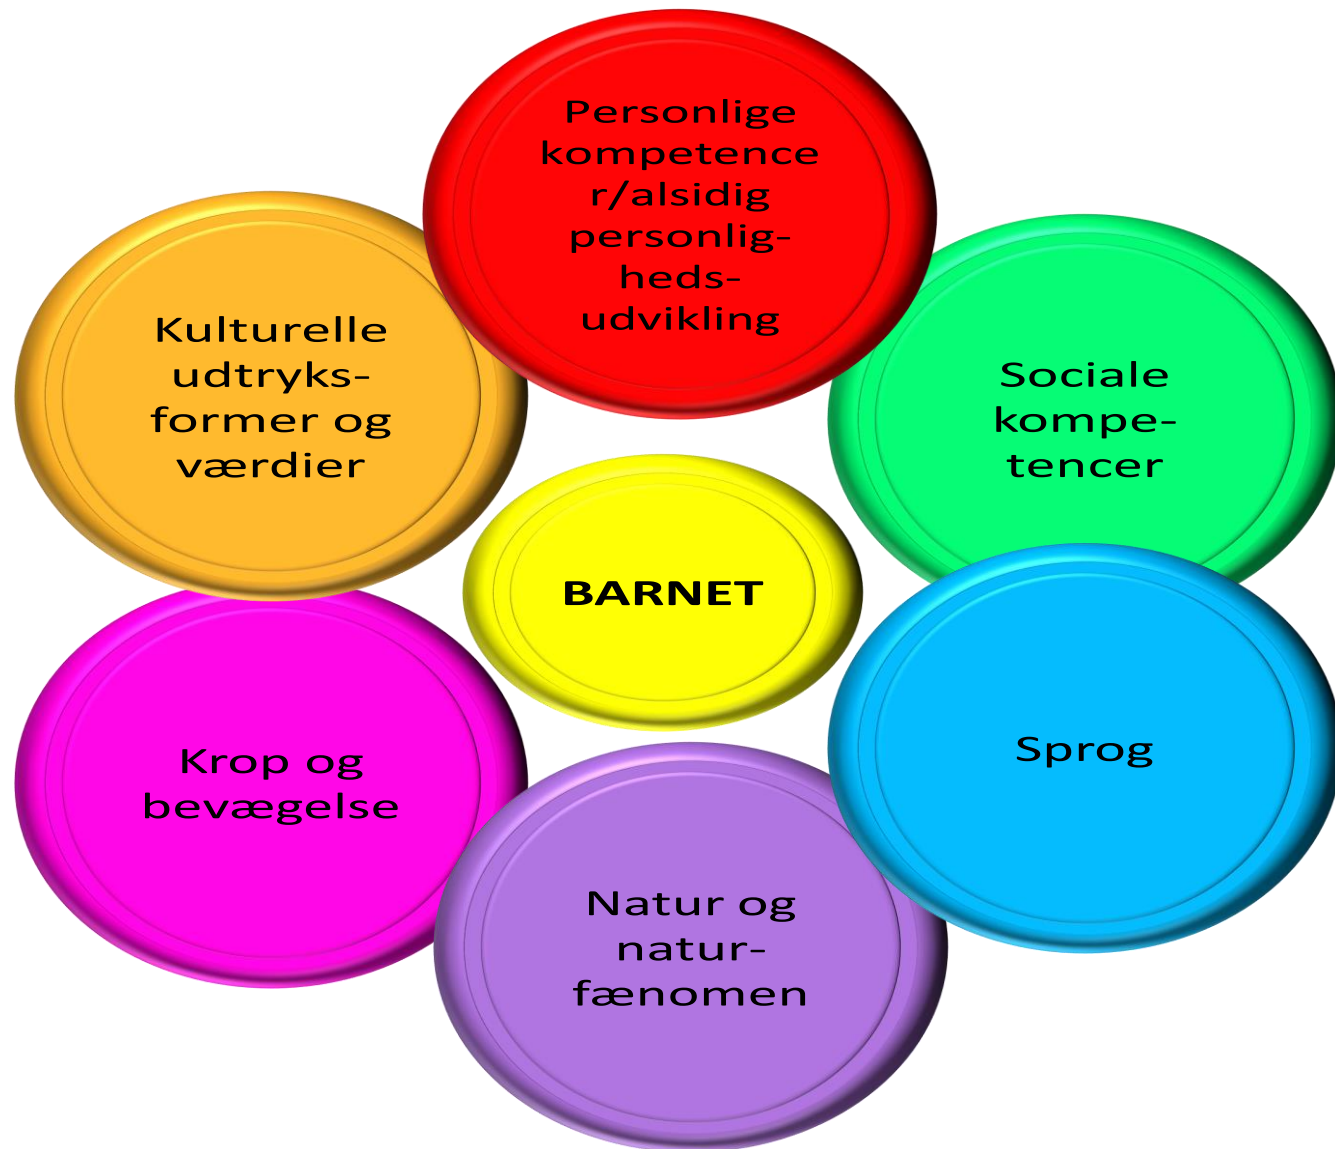 Personlige
kompetence
r/alsidig
personlig-
heds-
udvikling
Kulturelle
udtryks-
former og
værdier
Sociale
kompe-
tencer
BARNET
Krop og
bevægelse
Sprog
Natur og
natur-
fænomen